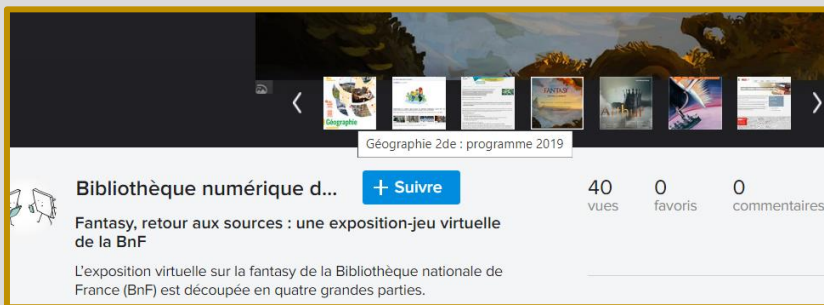 Géographie
FANTASY
Arthur
Géographie 2de : programme 2019
Bibliothèque numérique d...
+ Suivre
40
vues
0
favoris
0
commentaires
Fantasy, retour aux sources : une exposition-jeu virtuelle
de la BnF
L'exposition virtuelle sur la fantasy de la Bibliothèque nationale de
France (BnF) est découpée en quatre grandes parties.